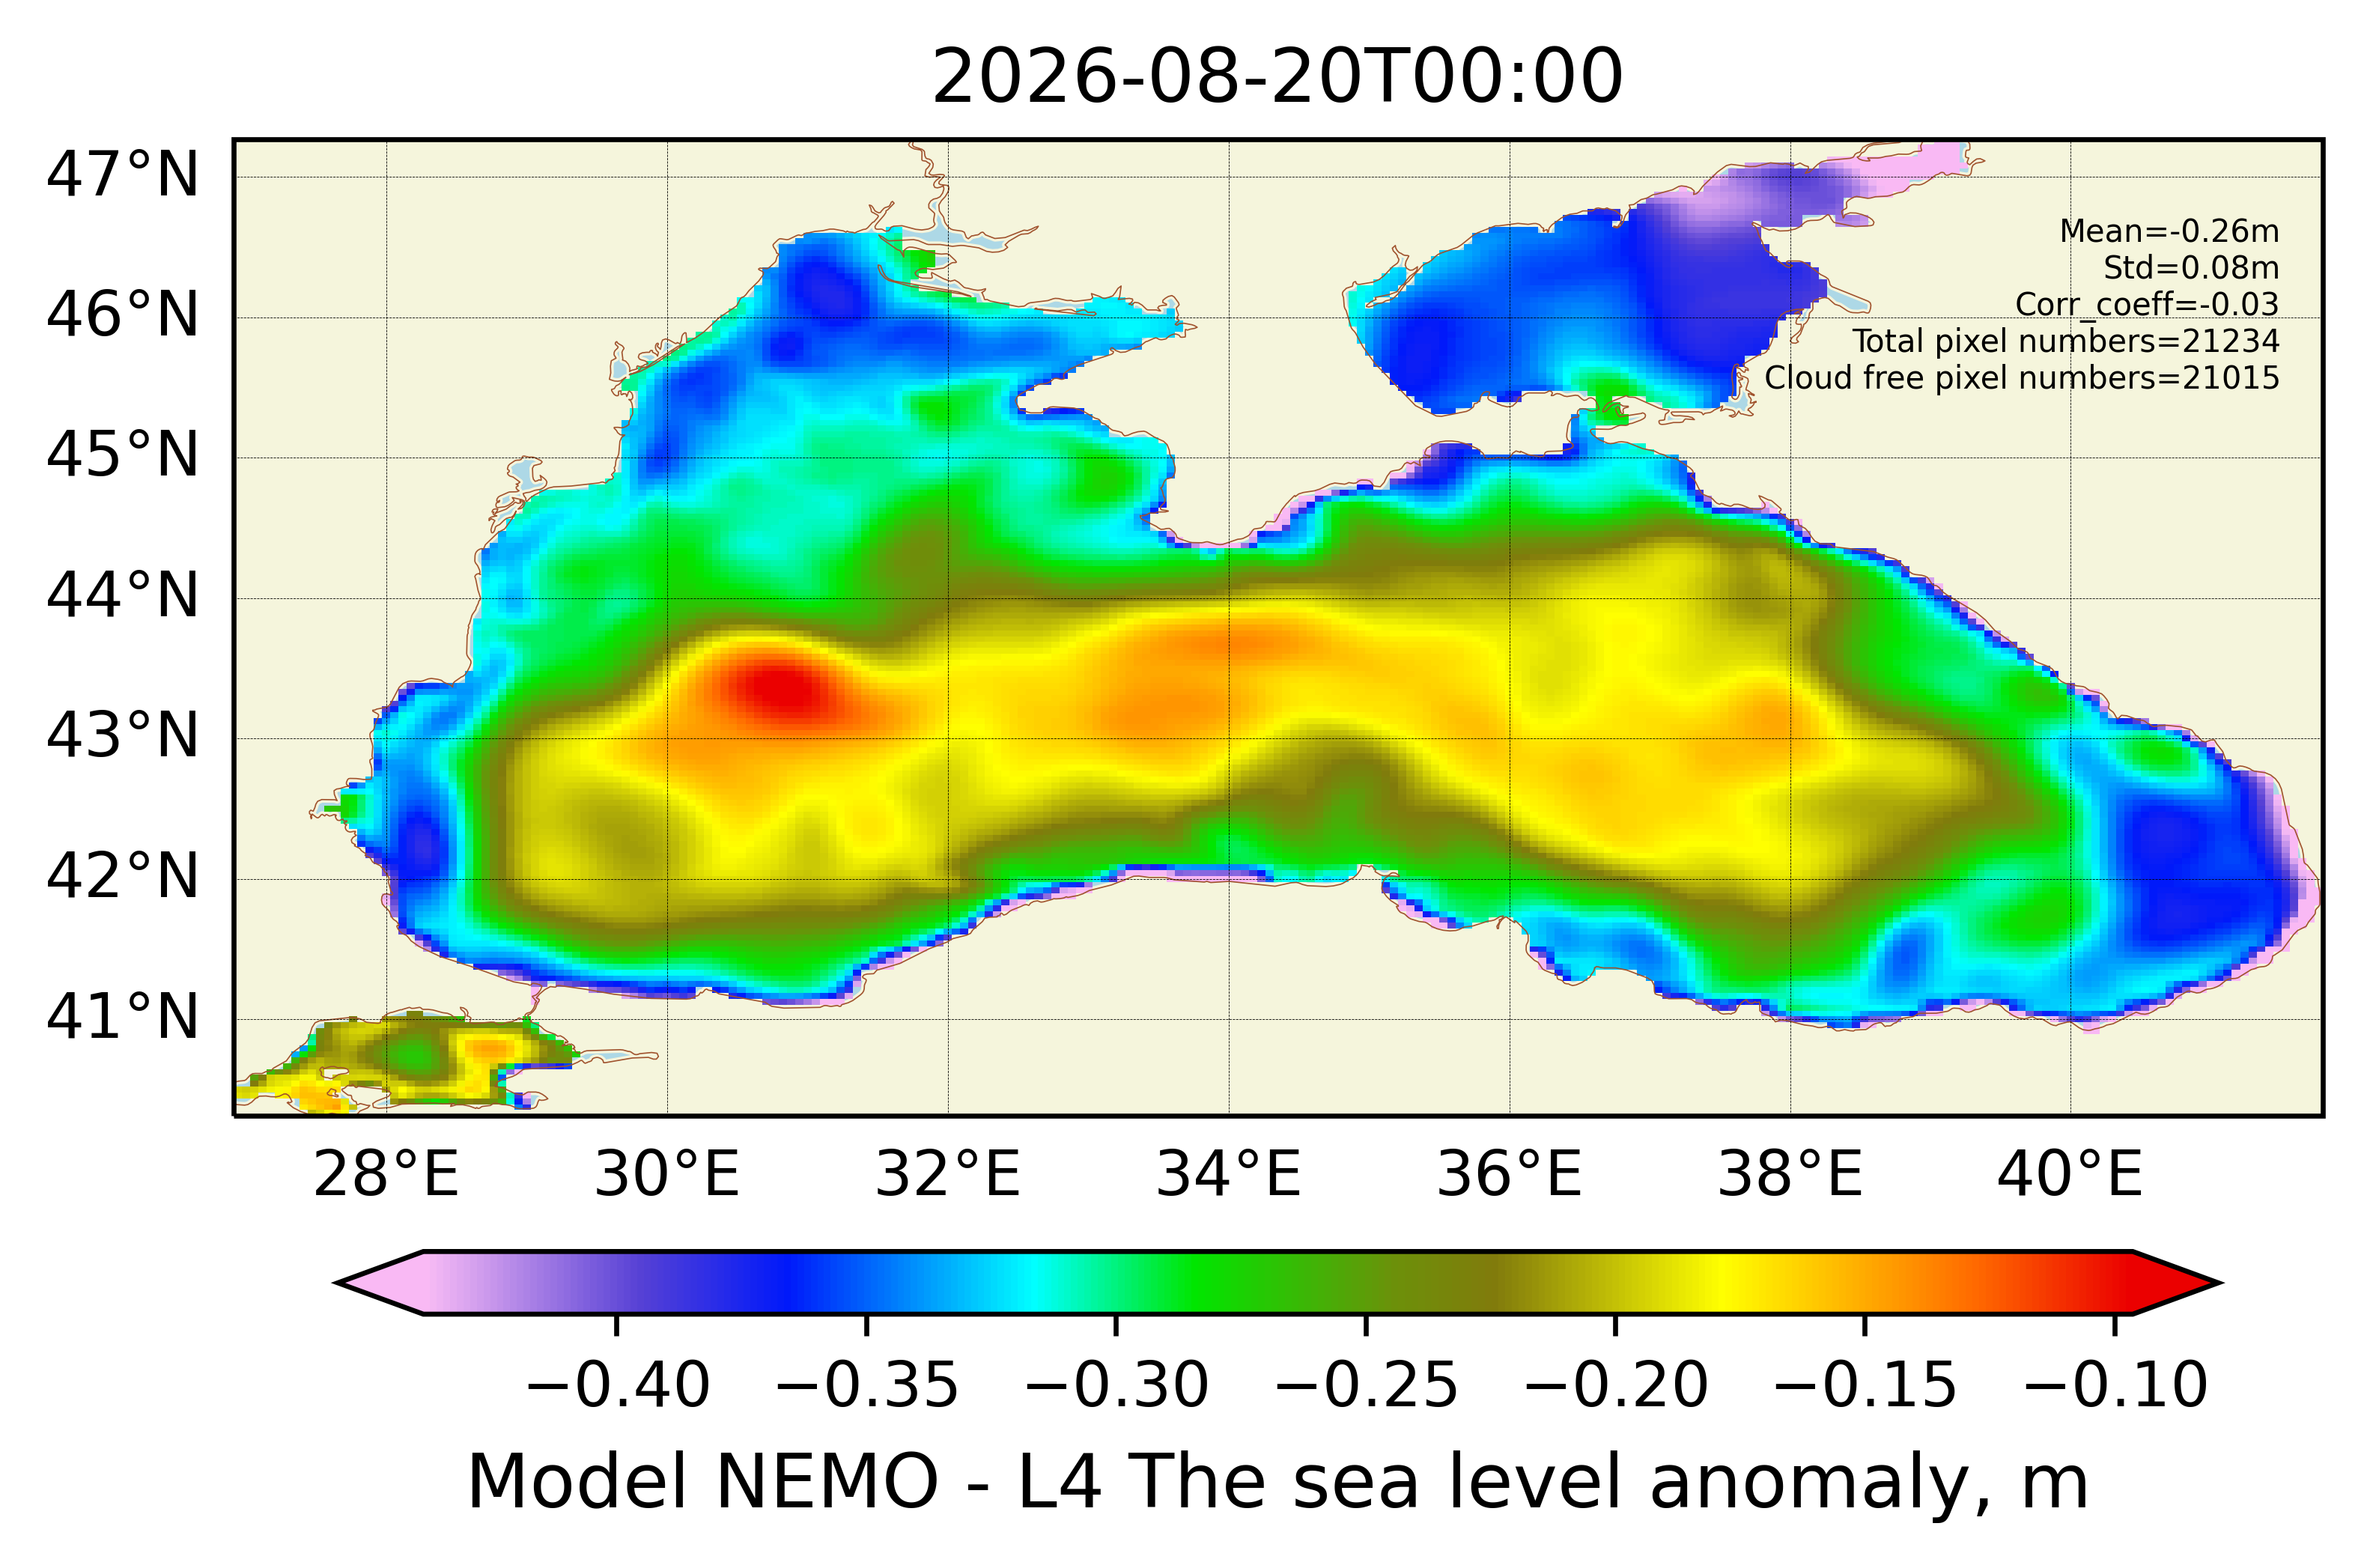 2026-08-20T00:00
47°N
46°N
45°N
44°N
43°N
42°N
41°N
Mean=-0.26m
Std=0.08m
Corr_coeff=-0.03
Total pixel numbers=21234
Cloud free pixel numbers=21015
28°E 30°E 32°E 34°E 36°E 38°E 40°E
−0.40 −0.35 −0.30 −0.25 −0.20 −0.15 −0.10
Model NEMO - L4 The sea level anomaly, m